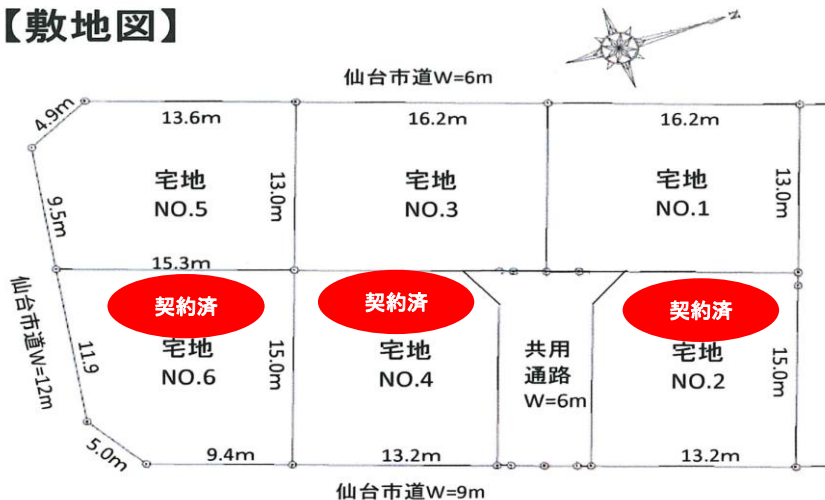 【敷地図】
N
仙台市道W=6m
4.9m
13.6m
16.2m
16.2m
宅地
NO.5
13.0m
宅地
NO.3
宅地
NO.1
13.0m
9.5m
15.3m
契約済
契約済
契約済
仙台市道W=12m
11.9
宅地
NO.6
15.0m
宅地
NO.4
共用
通路
W=6m
宅地
NO.2
15.0m
5.0m
9.4m
13.2m
13.2m
仙台市道W=9m